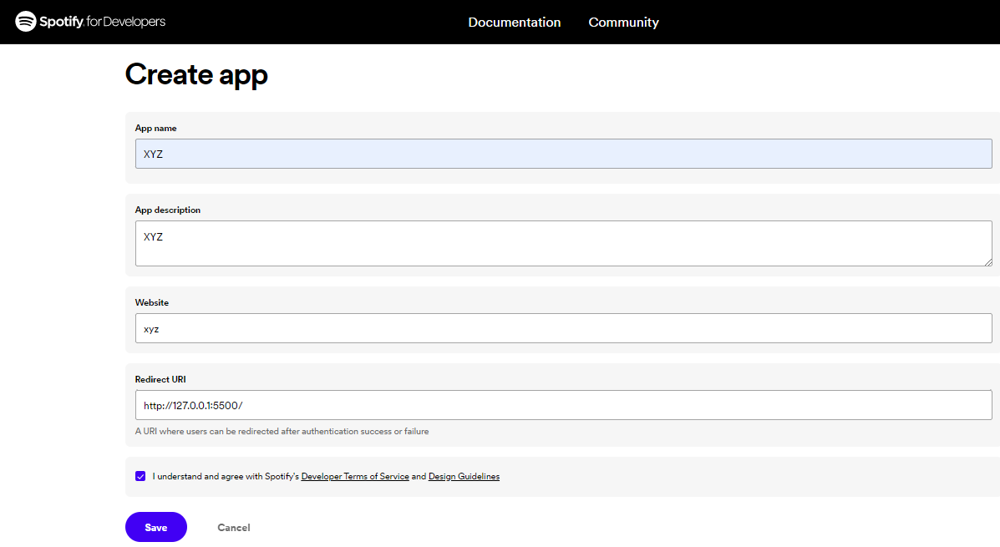 Spotify for Developers
Documentation
Community
Create app
App name
XYZ
App description
XYZ
Website
xyz
Redirect URI
http://127.0.0.1:5500/
A URI where users can be redirected after authentication success or failure
I understand and agree with Spotify's Developer Terms of Service and Design Guidelines
Save
Cancel